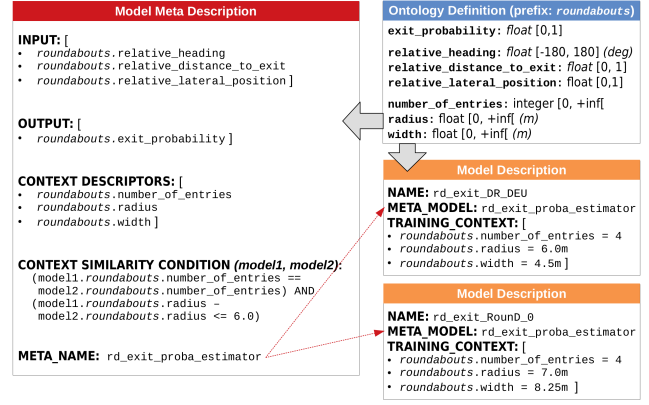 Model Meta Description
INPUT: [
• roundabouts.relative_heading
• roundabouts.relative_distance_to_exit
• roundabouts.relative_lateral_position ]
OUTPUT: [
• roundabouts.exit_probability ]
CONTEXT DESCRIPTORS: [
• roundabouts.number_of_entries
• roundabouts.radius
• roundabouts.width ]
CONTEXT SIMILARITY CONDITION (model1, model2):
(model1.roundabouts.number_of_entries ==
model2.roundabouts.number_of_entries) AND
(model1.roundabouts.radius –
model2.roundabouts.radius <= 6.0)
META_NAME: rd_exit_proba_estimator
Ontology Definition (prefix: roundabouts)
exit_probability: float [0,1]
relative_heading: float [-180, 180] (deg)
relative_distance_to_exit: float [0, 1]
relative_lateral_position: float [0,1]
number_of_entries: integer [0, +inf[
radius: float [0, +inf[ (m)
width: float [0, +inf[ (m)
Model Description
NAME: rd_exit_DR_DEU
META_MODEL: rd_exit_proba_estimator
TRAINING_CONTEXT: [
• roundabouts.number_of_entries = 4
• roundabouts.radius = 6.0m
• roundabouts.width = 4.5m ]
Model Description
NAME: rd_exit_RounD_0
META_MODEL: rd_exit_proba_estimator
TRAINING_CONTEXT: [
• roundabouts.number_of_entries = 4
• roundabouts.radius = 7.0m
• roundabouts.width = 8.25m ]